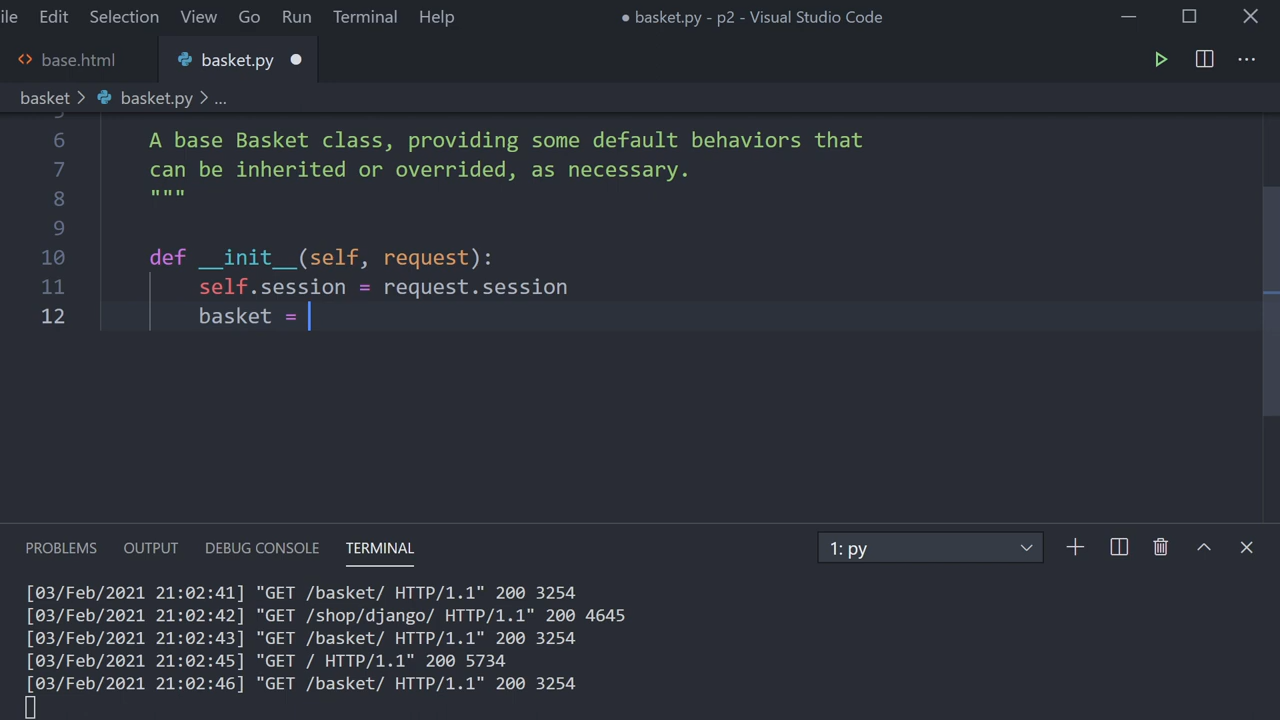 ile Edit Selection View Go Run Terminal Help ● basket.py - p2 - Visual Studio Code
base.html basket.py
basket > basket.py > ...
6 A base Basket class, providing some default behaviors that
7 can be inherited or overrided, as necessary.
8 """
9
10 def __init__(self, request):
11 self.session = request.session
12 basket =
PROBLEMS OUTPUT DEBUG CONSOLE TERMINAL 1: py
[03/Feb/2021 21:02:41] "GET /basket/ HTTP/1.1" 200 3254
[03/Feb/2021 21:02:42] "GET /shop/django/ HTTP/1.1" 200 4645
[03/Feb/2021 21:02:43] "GET /basket/ HTTP/1.1" 200 3254
[03/Feb/2021 21:02:45] "GET / HTTP/1.1" 200 5734
[03/Feb/2021 21:02:46] "GET /basket/ HTTP/1.1" 200 3254